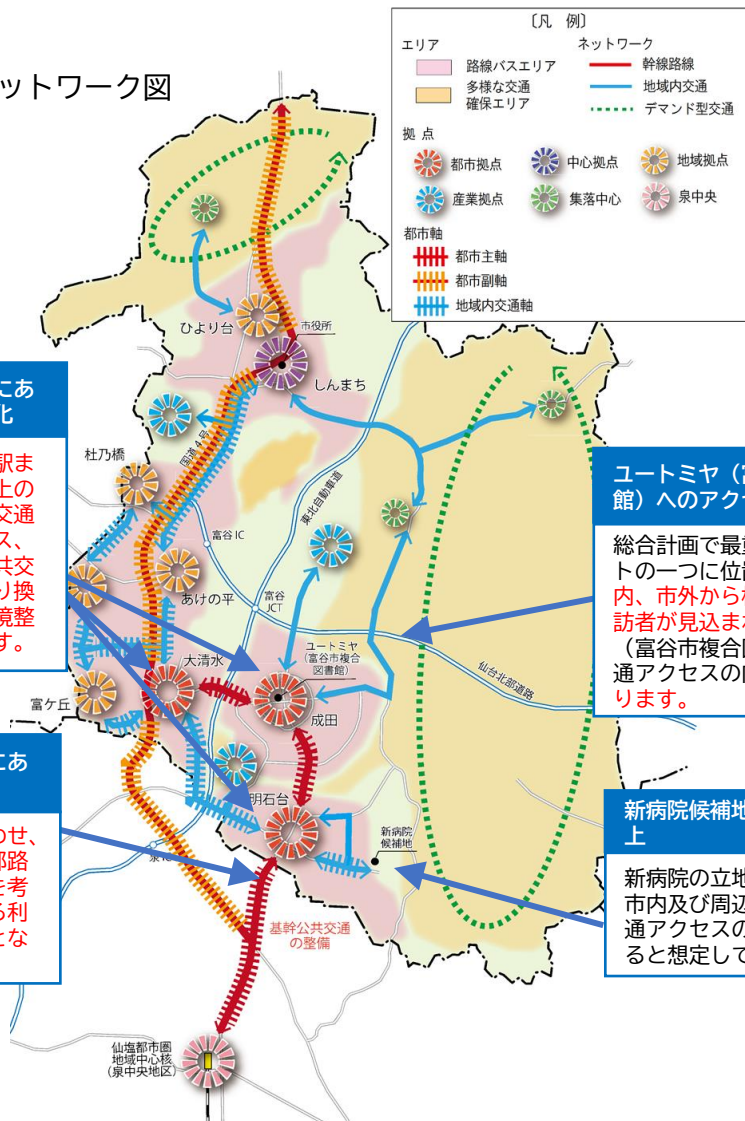 ットワーク図
〔凡 例〕
エリア
路線バスエリア
多様な交通
確保エリア
ネットワーク
幹線路線
地域内交通
デマンド型交通
拠 点
都市拠点
中心拠点
地域拠点
産業拠点
集落中心
泉中央
都市軸
都市主軸
都市副軸
地域内交通軸
ひより台
市役所
しんまち
国道4号
杜乃橋
東北自動車道
富谷IC
あけの平
富谷
JCT
大清水
ユートミヤ
(富谷市複合
図書館)
仙台北部道路
富ケ丘
成田
明石台
新病院
候補地
基幹公共交通
の整備
仙塩都市圏
地域中心核
(泉中央地区)
にあ
化
駅ま
上の
交通
ス、
共交
り換
境整
す。
にあ
わせ、
部路
を考
る利
とな
ユートミヤ（富
館）へのアクセ
総合計画で最重
トの一つに位置
内、市外から
訪者が見込まれ
（富谷市複合図
通アクセスの向
ります。
新病院候補地
上
新病院の立地
市内及び周辺
通アクセスの
ると想定して